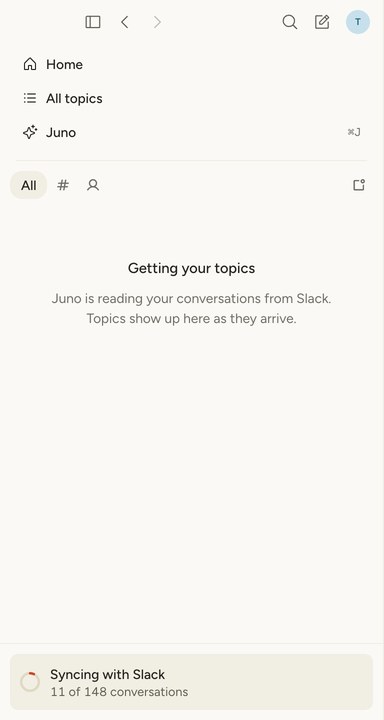 T
Home
All topics
Juno ⌘J
All
Getting your topics
Juno is reading your conversations from Slack.
Topics show up here as they arrive.
Syncing with Slack
11 of 148 conversations